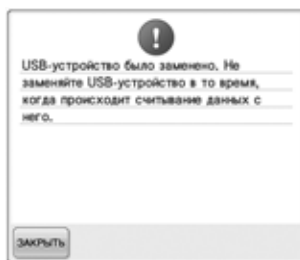 USB-устройство было заменено. Не
заменяйте USB-устройство в то время,
когда происходит считывание данных с
него.
ЗАКРЫТЬ